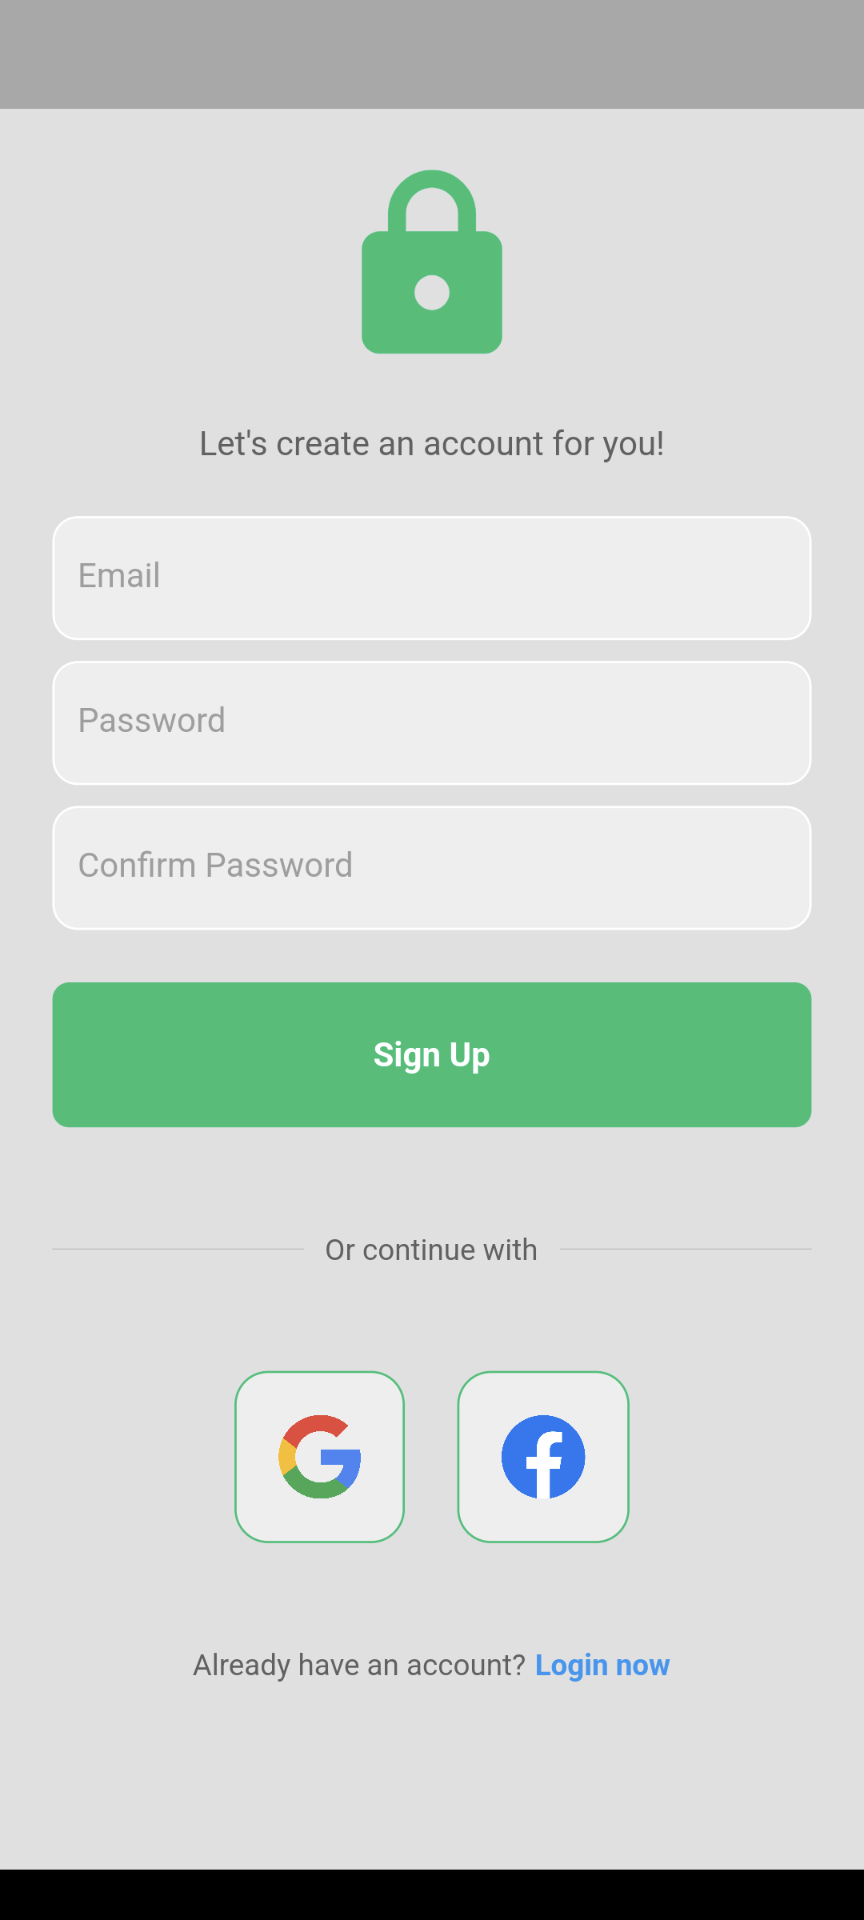 Let's create an account for you!
Email
Password
Confirm Password
Sign Up
Or continue with
Already have an account? Login now